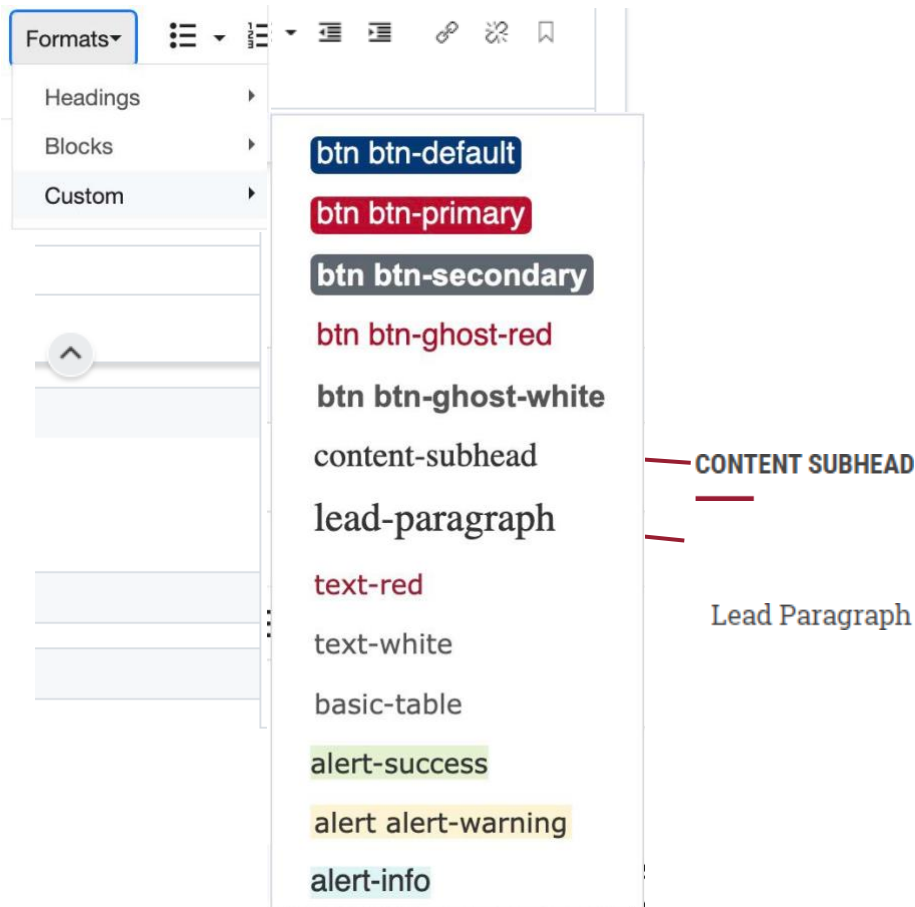 Formats
Headings
Blocks
Custom
btn btn-default
btn btn-primary
btn btn-secondary
btn btn-ghost-red
btn btn-ghost-white
content-subhead
CONTENT SUBHEAD
lead-paragraph
text-red
Lead Paragraph
text-white
basic-table
alert-success
alert alert-warning
alert-info